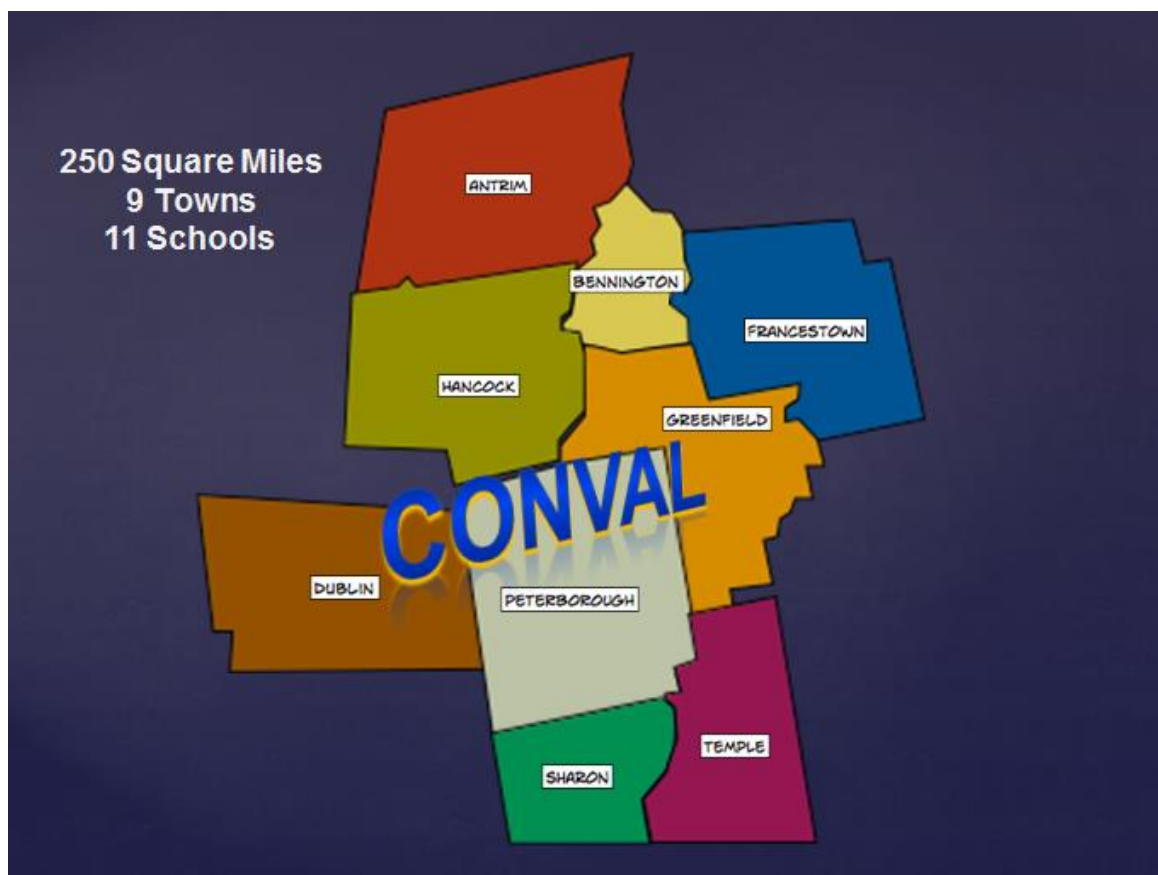 250 Square Miles
9 Towns
11 Schools
ANTRIM
BENNINGTON
FRANCESTOWN
HANCOCK
GREENFIELD
CONVAL
DUBLIN
PETERBOROUGH
TEMPLE
SHARON